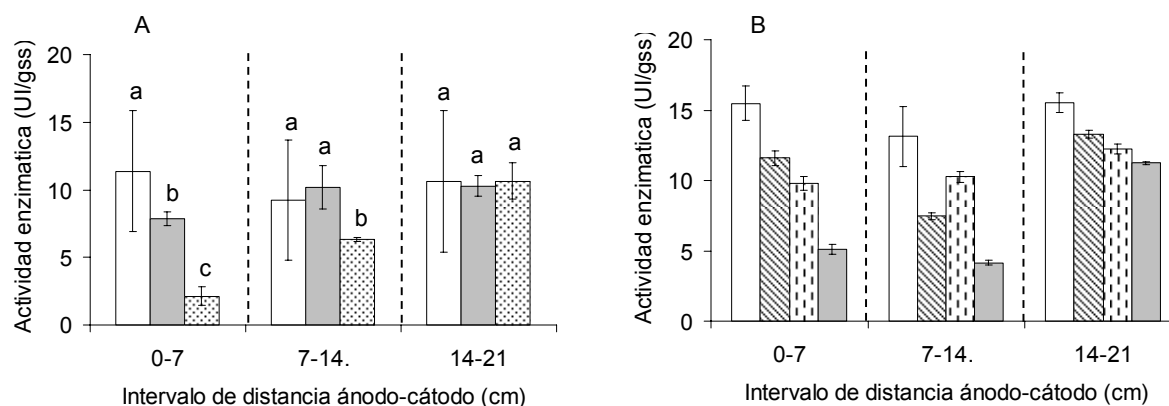 A
Actividad enzimatica (UI/gss)
20
15
10
5
0
a
b
c
a
a
b
a
a
a
0-7
7-14.
14-21
Intervalo de distancia ánodo-cátodo (cm)
B
Actividad enzimatica (UI/gss)
20
15
10
5
0
0-7
7-14.
14-21
Intervalo de distancia ánodo-cátodo (cm)